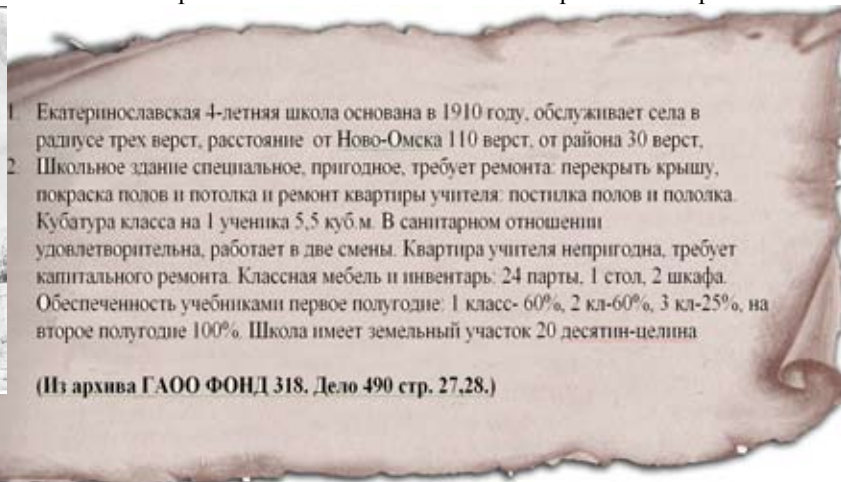 1. Екатеринославская 4-летняя школа основана в 1910 году, обслуживает села в
радиусе трех верст, расстояние от Ново-Омска 110 верст, от района 30 верст,
2. Школьное здание специальное, пригодное, требует ремонта: перекрыть крышу,
покраска полов и потолка и ремонт квартиры учителя: постилка полов и пололка.
Кубатура класса на 1 ученика 5,5 куб.м. В санитарном отношении
удовлетворительна, работает в две смены. Квартира учителя непригодна, требует
капитального ремонта. Классная мебель и инвентарь: 24 парты, 1 стол, 2 шкафа.
Обеспеченность учебниками первое полугодие: 1 класс- 60%, 2 кл-60%, 3 кл-25%, на
второе полугодие 100%. Школа имеет земельный участок 20 десятин-целина
(Из архива ГАОО ФОНД 318. Дело 490 стр. 27,28.)